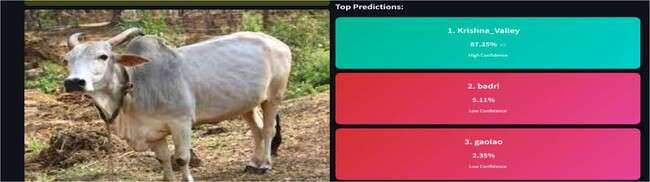 Top Predictions:
1. Krishna_Valley
87.25%
High Confidence
2. badri
5.11%
Low Confidence
3. gaolao
2.35%
Low Confidence